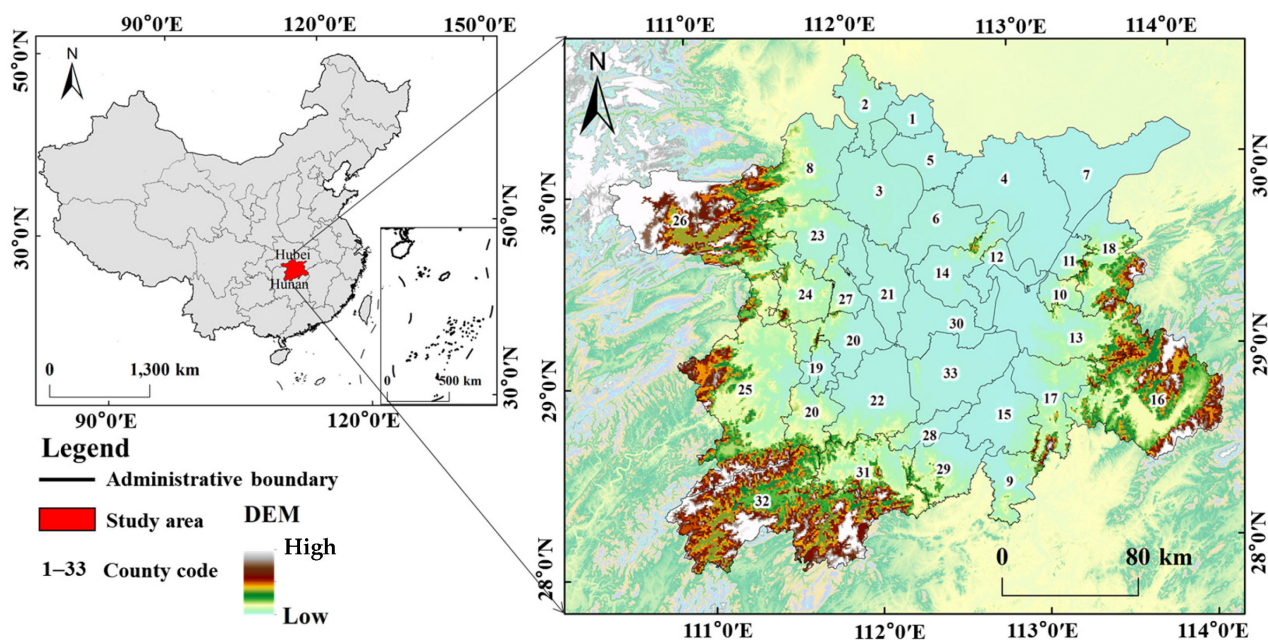 90°0′E 120°0′E 150°0′E
N
50°0′N
30°0′N
Hubei
Hunan
50°0′N
30°0′N
0 1,300 km
0 500 km
90°0′E 120°0′E
Legend
Administrative boundary
Study area
1–33 County code
DEM
High
Low
111°0′E 112°0′E 113°0′E 114°0′E
N
30°0′N
29°0′N
28°0′N
30°0′N
29°0′N
28°0′N
2
1
5
8
4
7
3
26
6
23
18
12
11
14
24
27
21
10
30
20
13
19
33
25
16
22
17
20
15
28
31
29
9
32
0 80 km
111°0′E 112°0′E 113°0′E 114°0′E